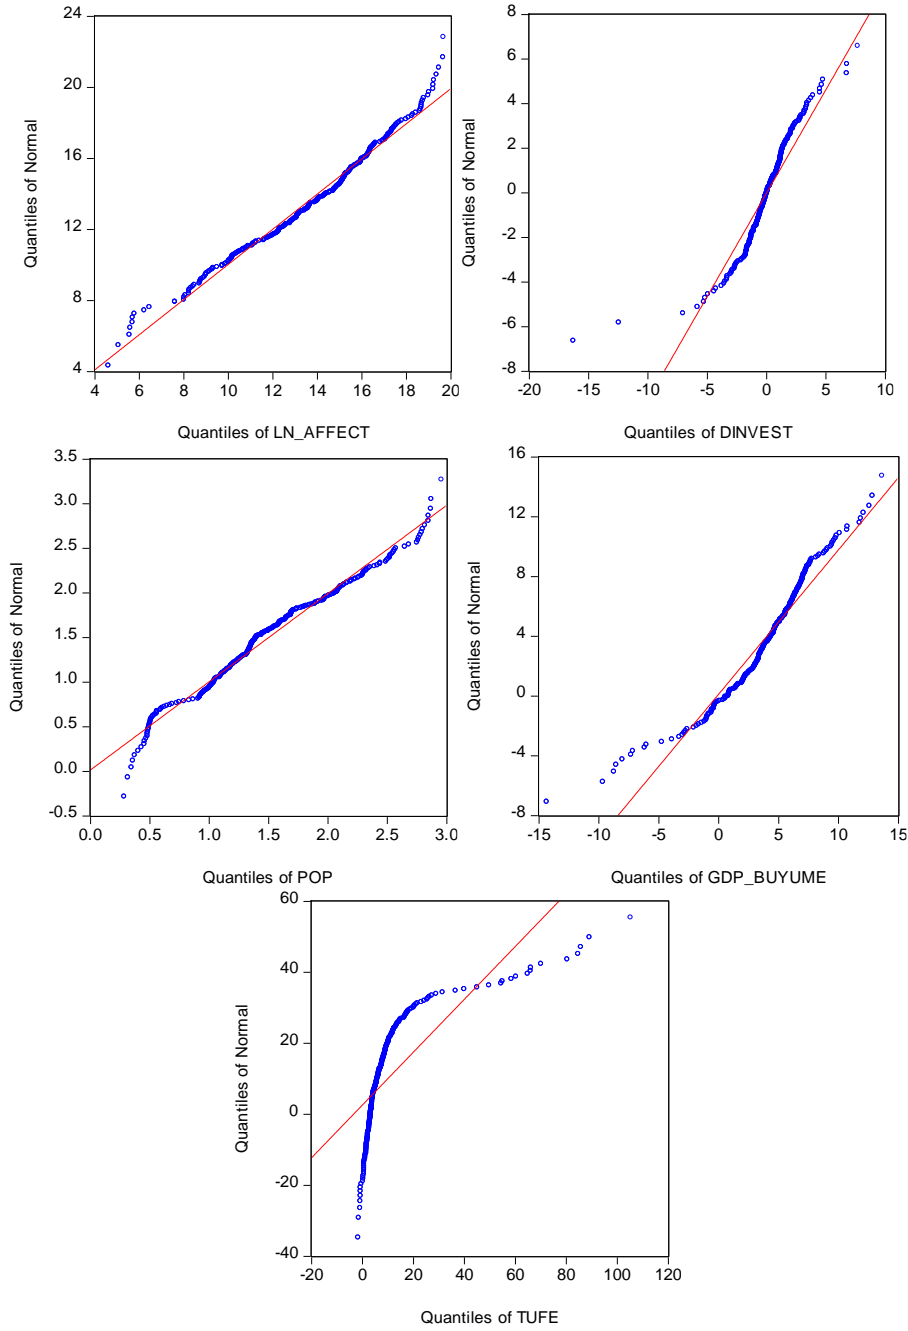 24
20
16
12
8
4
Quantiles of Normal
4 6 8 10 12 14 16 18 20
Quantiles of LN_AFFECT
8
6
4
2
0
-2
-4
-6
-8
Quantiles of Normal
-20 -15 -10 -5 0 5 10
Quantiles of DINVEST
3.5
3.0
2.5
2.0
1.5
1.0
0.5
0.0
-0.5
Quantiles of Normal
0.0 0.5 1.0 1.5 2.0 2.5 3.0
Quantiles of POP
16
12
8
4
0
-4
-8
Quantiles of Normal
-15 -10 -5 0 5 10 15
Quantiles of GDP_BUYUME
60
40
20
0
-20
-40
Quantiles of Normal
-20 0 20 40 60 80 100 120
Quantiles of TUFE